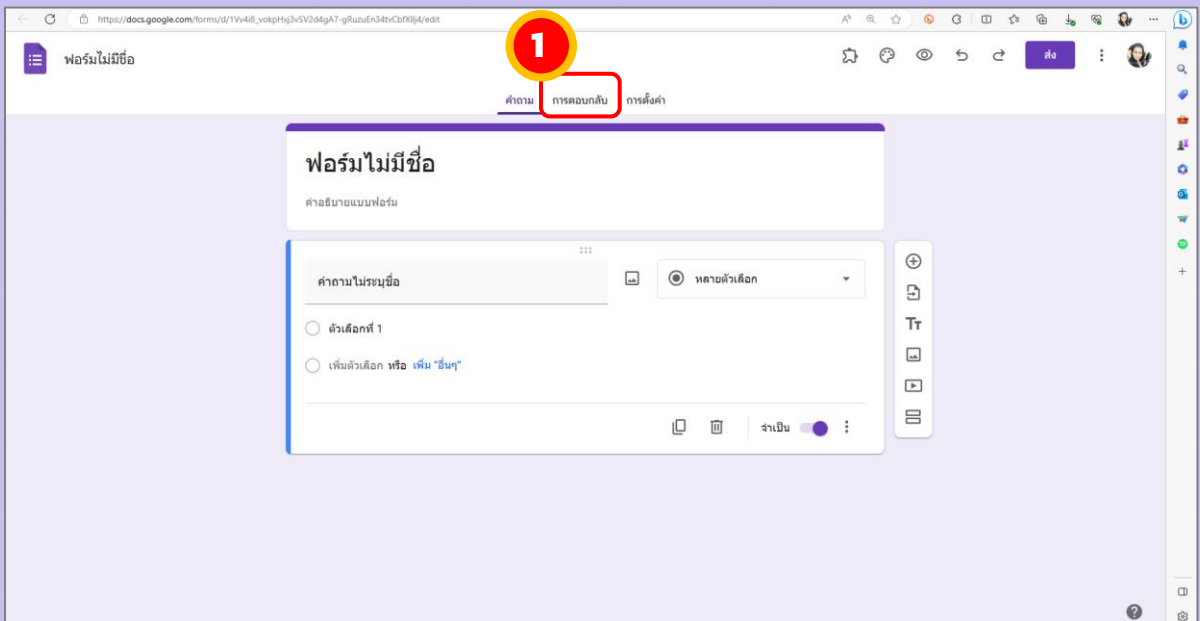 https://docs.google.com/forms/d/1Vv4i8_vokpHxj3vSV2d4gA7-gRuzuEn34tvCbfXllj4/edit
1
ฟอร์มไม่มีชื่อ
ส่ง
คำถาม การตอบกลับ การตั้งค่า
ฟอร์มไม่มีชื่อ
คำอธิบายแบบฟอร์ม
คำถามไม่ระบุชื่อ
หลายตัวเลือก
ตัวเลือกที่ 1
เพิ่มตัวเลือก หรือ เพิ่ม "อื่นๆ"
จำเป็น